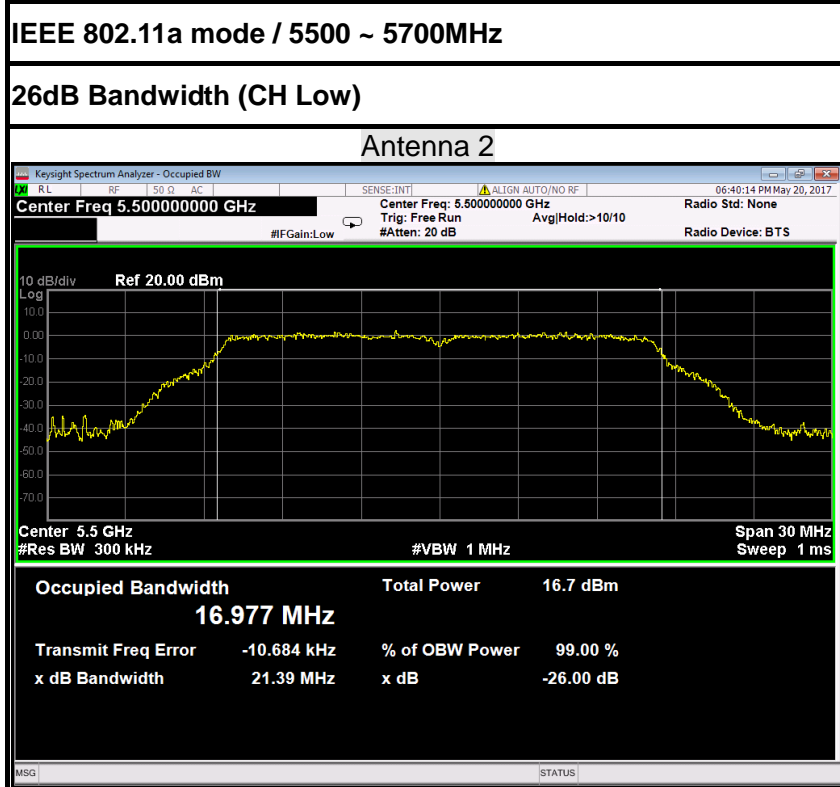 IEEE 802.11a mode / 5500 ~ 5700MHz
26dB Bandwidth (CH Low)
Antenna 2
Keysight Spectrum Analyzer - Occupied BW
LXI RL RF 50 Ω AC SENSE:INT ALIGN AUTO/NO RF 06:40:14 PM May 20, 2017
Center Freq 5.500000000 GHz Center Freq: 5.500000000 GHz Radio Std: None
Trig: Free Run Avg|Hold:>10/10
#IFGain:Low #Atten: 20 dB Radio Device: BTS
10 dB/div Ref 20.00 dBm
Log
10.0
0.00
-10.0
-20.0
-30.0
-40.0
-50.0
-60.0
-70.0
Center 5.5 GHz Span 30 MHz
#Res BW 300 kHz #VBW 1 MHz Sweep 1 ms
Occupied Bandwidth Total Power 16.7 dBm
16.977 MHz
Transmit Freq Error -10.684 kHz % of OBW Power 99.00 %
x dB Bandwidth 21.39 MHz x dB -26.00 dB
MSG STATUS